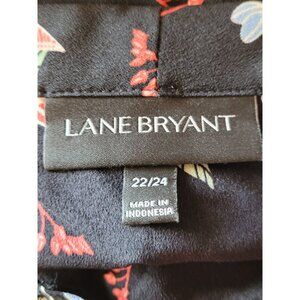 LANE BRYANT
22/24
MADE IN
INDONESIA